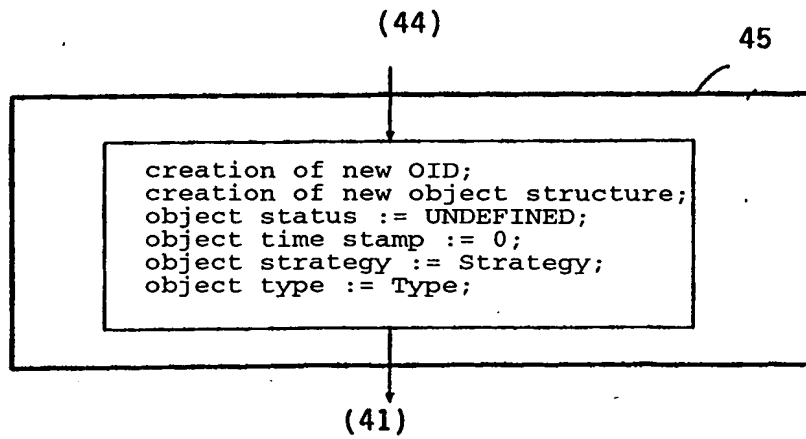 (44)
45
creation of new OID;
creation of new object structure;
object status := UNDEFINED;
object time stamp := 0;
object strategy := Strategy;
object type := Type;
(41)